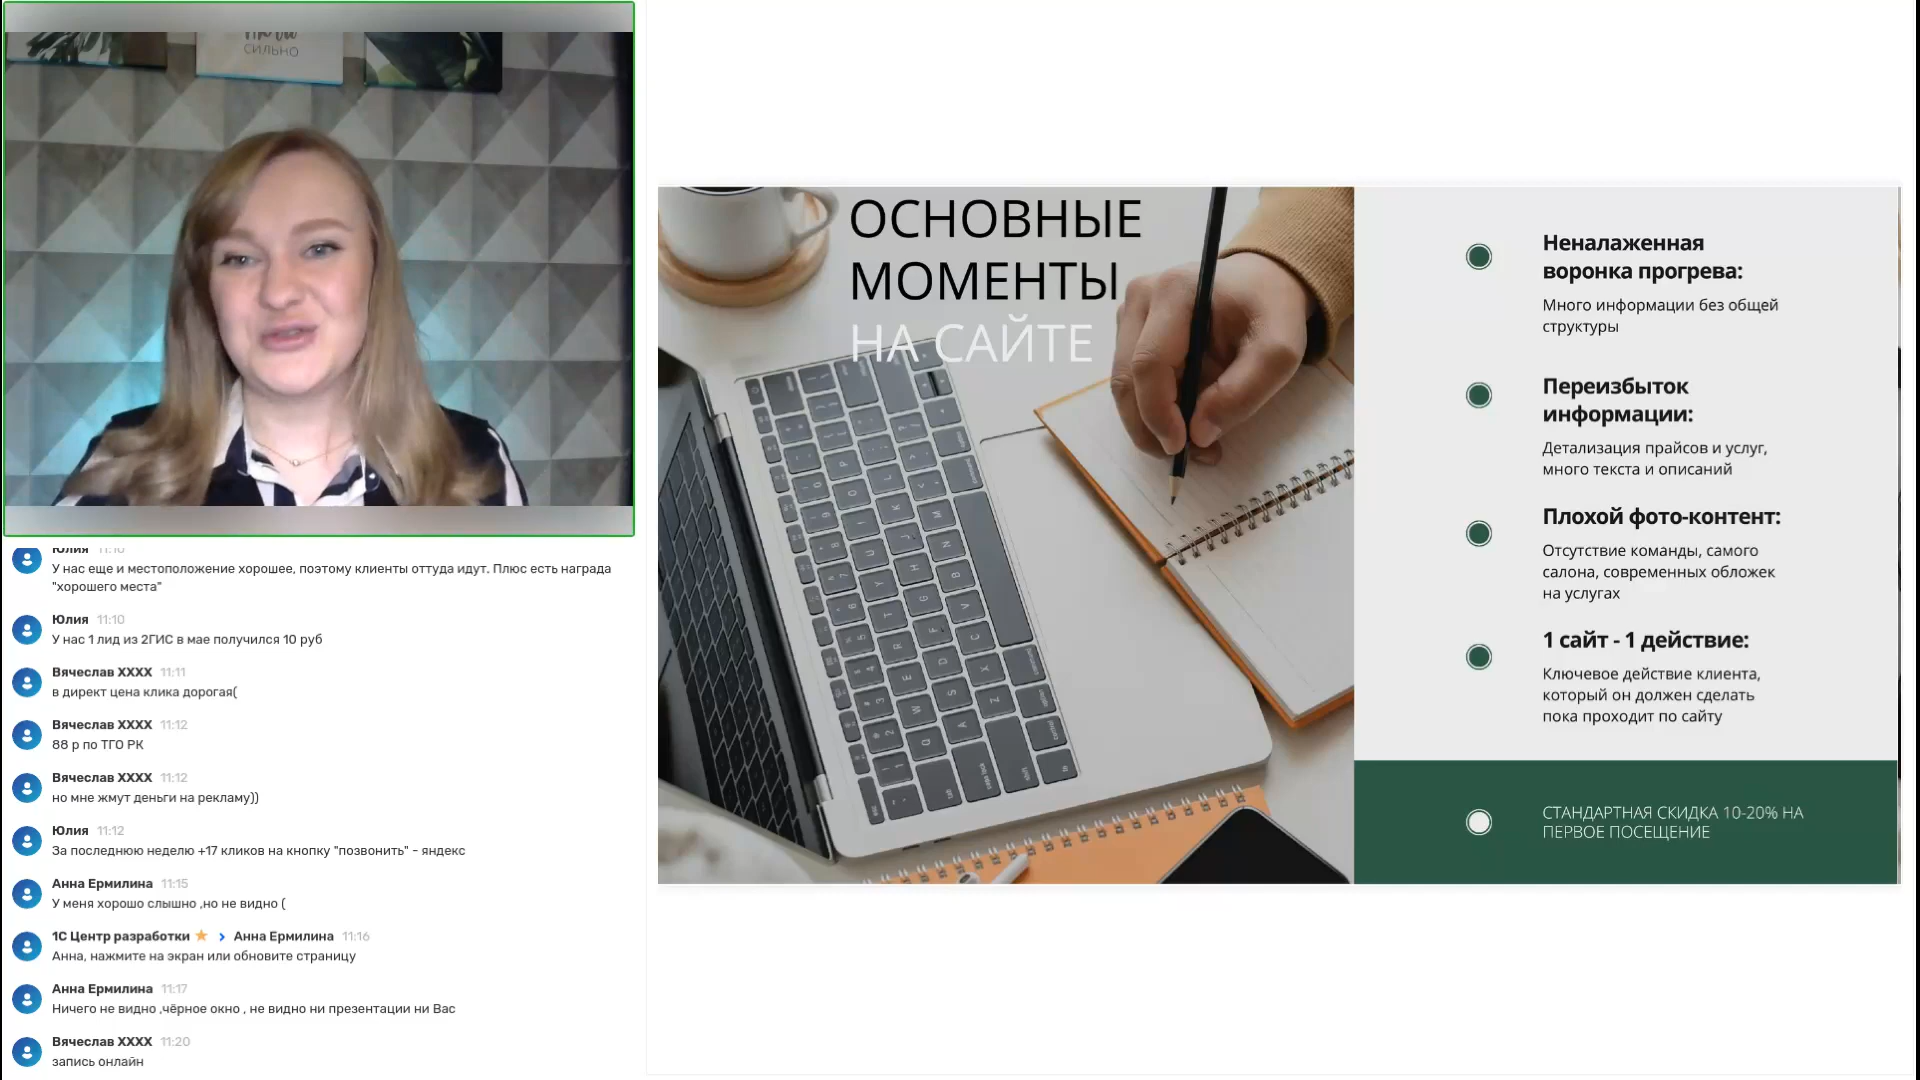 СИЛЬНО
Юлия 11:10
У нас еще и местоположение хорошее, поэтому клиенты оттуда идут. Плюс есть награда
"хорошего места"
Юлия 11:10
У нас 1 лид из 2ГИС в мае получился 10 руб
Вячеслав ХХХХ 11:11
в директ цена клика дорогая(
Вячеслав ХХХХ 11:12
88 р по ТГО РК
Вячеслав ХХХХ 11:12
но мне жмут деньги на рекламу))
Юлия 11:12
За последнюю неделю +17 кликов на кнопку "позвонить" - яндекс
Анна Ермилина 11:15
У меня хорошо слышно ,но не видно (
1С Центр разработки > Анна Ермилина 11:16
Анна, нажмите на экран или обновите страницу
Анна Ермилина 11:17
Ничего не видно ,чёрное окно , не видно ни презентации ни Вас
Вячеслав ХХХХ 11:20
запись онлайн
ОСНОВНЫЕ
МОМЕНТЫ
НА САЙТЕ
Неналаженная
воронка прогрева:
Много информации без общей
структуры
Переизбыток
информации:
Детализация прайсов и услуг,
много текста и описаний
Плохой фото-контент:
Отсутствие команды, самого
салона, современных обложек
на услугах
1 сайт - 1 действие:
Ключевое действие клиента,
который он должен сделать
пока проходит по сайту
СТАНДАРТНАЯ СКИДКА 10-20% НА
ПЕРВОЕ ПОСЕЩЕНИЕ